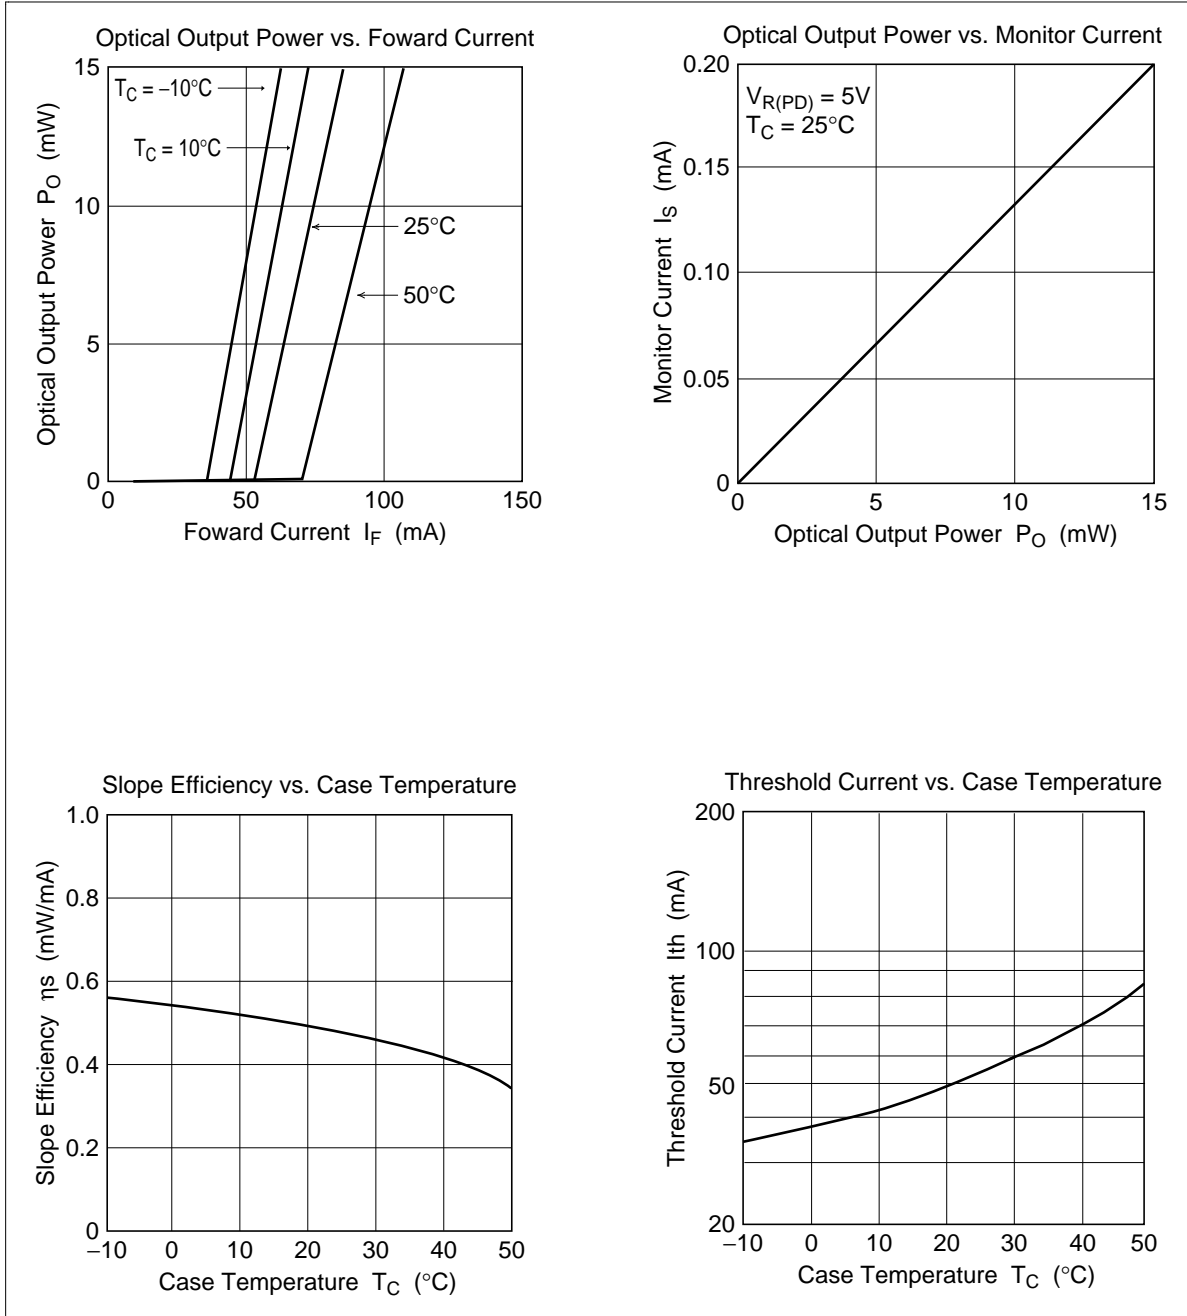 Optical Output Power vs. Foward Current
Optical Output Power P_O (mW)
15
10
5
0
T_C = –10°C
T_C = 10°C
25°C
50°C
0 50 100 150
Foward Current I_F (mA)
Optical Output Power vs. Monitor Current
Monitor Current I_S (mA)
0.20
0.15
0.10
0.05
0
V_R(PD) = 5V
T_C = 25°C
0 5 10 15
Optical Output Power P_O (mW)
Slope Efficiency vs. Case Temperature
Slope Efficiency ηs (mW/mA)
1.0
0.8
0.6
0.4
0.2
0
–10 0 10 20 30 40 50
Case Temperature T_C (°C)
Threshold Current vs. Case Temperature
Threshold Current Ith (mA)
200
100
50
20
–10 0 10 20 30 40 50
Case Temperature T_C (°C)